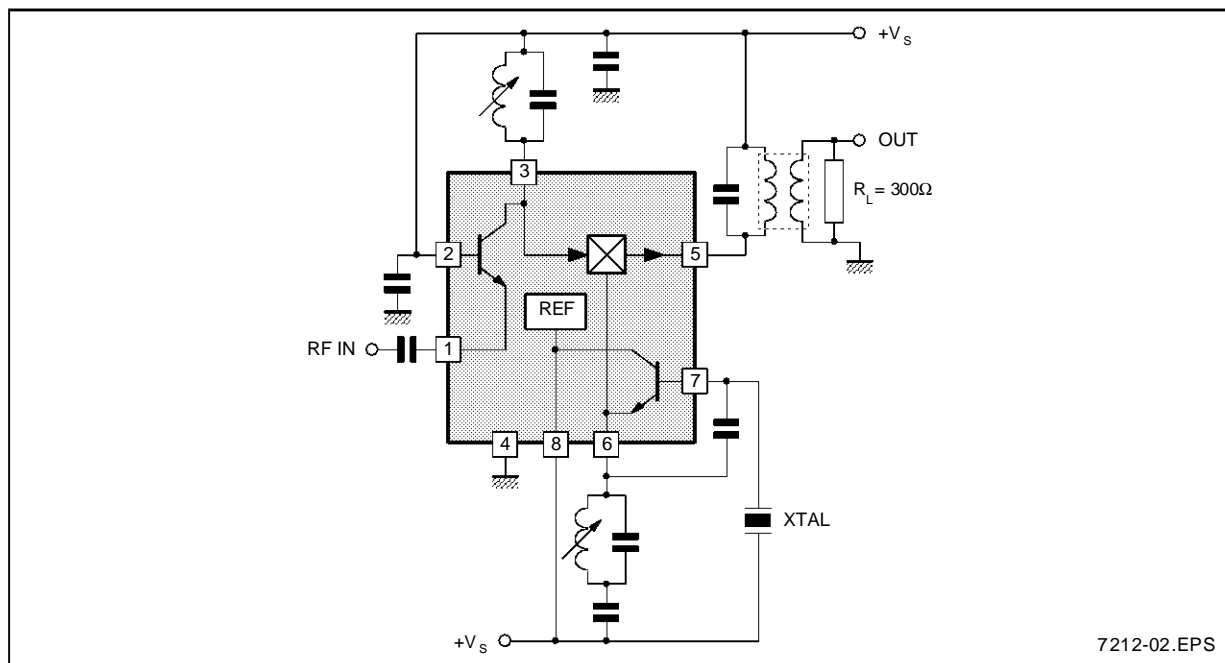 +VS
OUT
3
RL = 300Ω
2
5
REF
RF IN
1
7
4
8
6
XTAL
+VS
7212-02.EPS